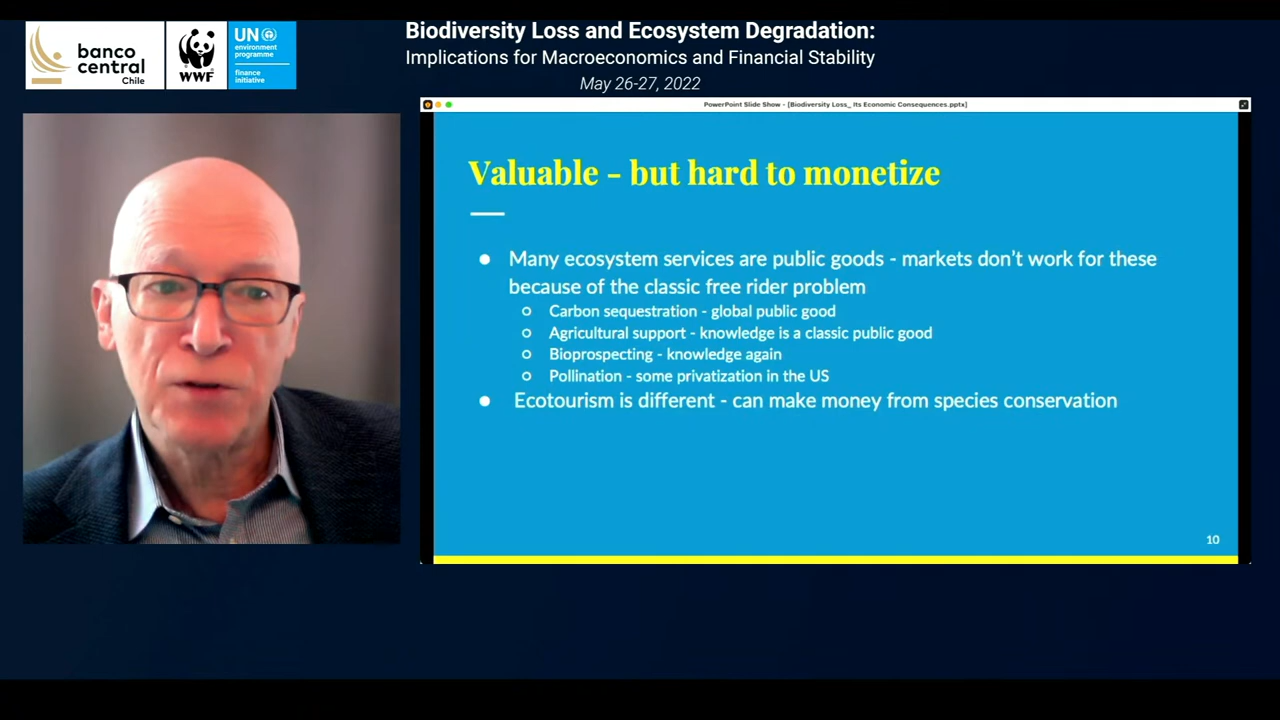 banco
central
Chile
WWF
UN
environment
programme
finance
initiative
Biodiversity Loss and Ecosystem Degradation:
Implications for Macroeconomics and Financial Stability
May 26-27, 2022
PowerPoint Slide Show - [Biodiversity Loss_ Its Economic Consequences.pptx]
Valuable - but hard to monetize
● Many ecosystem services are public goods - markets don't work for these
because of the classic free rider problem
○ Carbon sequestration - global public good
○ Agricultural support - knowledge is a classic public good
○ Bioprospecting - knowledge again
○ Pollination - some privatization in the US
● Ecotourism is different - can make money from species conservation
10